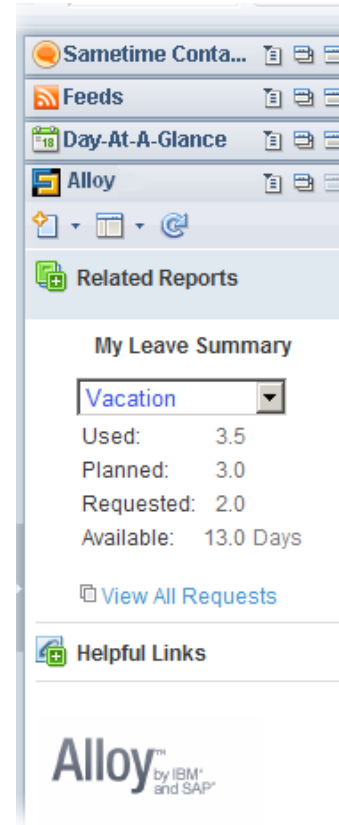 Sametime Conta...
Feeds
18 Day-At-A-Glance
Alloy
Related Reports
My Leave Summary
Vacation
Used: 3.5
Planned: 3.0
Requested: 2.0
Available: 13.0 Days
View All Requests
Helpful Links
Alloy™ by IBM®
and SAP®